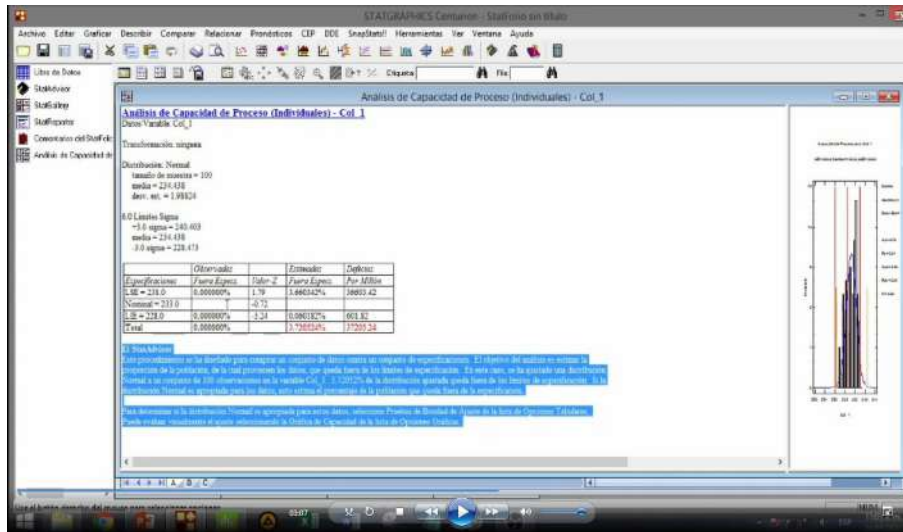 STATGRAPHICS Centurion - StatFolio sin título
Archivo Editar Graficar Describir Comparar Relacionar Pronósticos CEP DDE SnapStats!! Herramientas Ver Ventana Ayuda
Etiqueta Fila
Libro de Datos
StatAdvisor
StatGallery
StatReporter
Comentarios del StatFolio
Análisis de Capacidad de
Análisis de Capacidad de Proceso (Individuales) - Col_1
Análisis de Capacidad de Proceso (Individuales) - Col_1
Datos/Variable: Col_1
Transformación: ninguna
Distribución: Normal
tamaño de muestra = 100
media = 234.438
desv. est. = 1.98824
6.0 Límites Sigma
+3.0 sigma = 240.403
media = 234.438
-3.0 sigma = 228.473
Observados Estimados Defectos
Especificaciones Fuera Especs. Valor-Z Fuera Especs. Por Millón
LSE = 238.0 0.000000% 1.79 3.660342% 36603.42
Nominal = 233.0 -0.72
LIE = 228.0 0.000000% -3.24 0.060182% 601.82
Total 0.000000% 3.720524% 37205.24
El StatAdvisor
Este procedimiento se ha diseñado para comparar un conjunto de datos contra un conjunto de especificaciones. El objetivo del análisis es estimar la
proporción de la población, de la cual provienen los datos, que queda fuera de los límites de especificación. En este caso, se ha ajustado una distribución
Normal a un conjunto de 100 observaciones en la variable Col_1. 3.72052% de la distribución ajustada queda fuera de los límites de especificación. Si la
distribución Normal es apropiada para los datos, esto estima el porcentaje de la población que queda fuera de la especificación.
Para determinar si la distribución Normal es apropiada para estos datos, seleccione Pruebas de Bondad de Ajuste de la lista de Opciones Tabulares.
Puede evaluar visualmente el ajuste seleccionando la Gráfica de Capacidad de la lista de Opciones Gráficas.
A B C
03:07